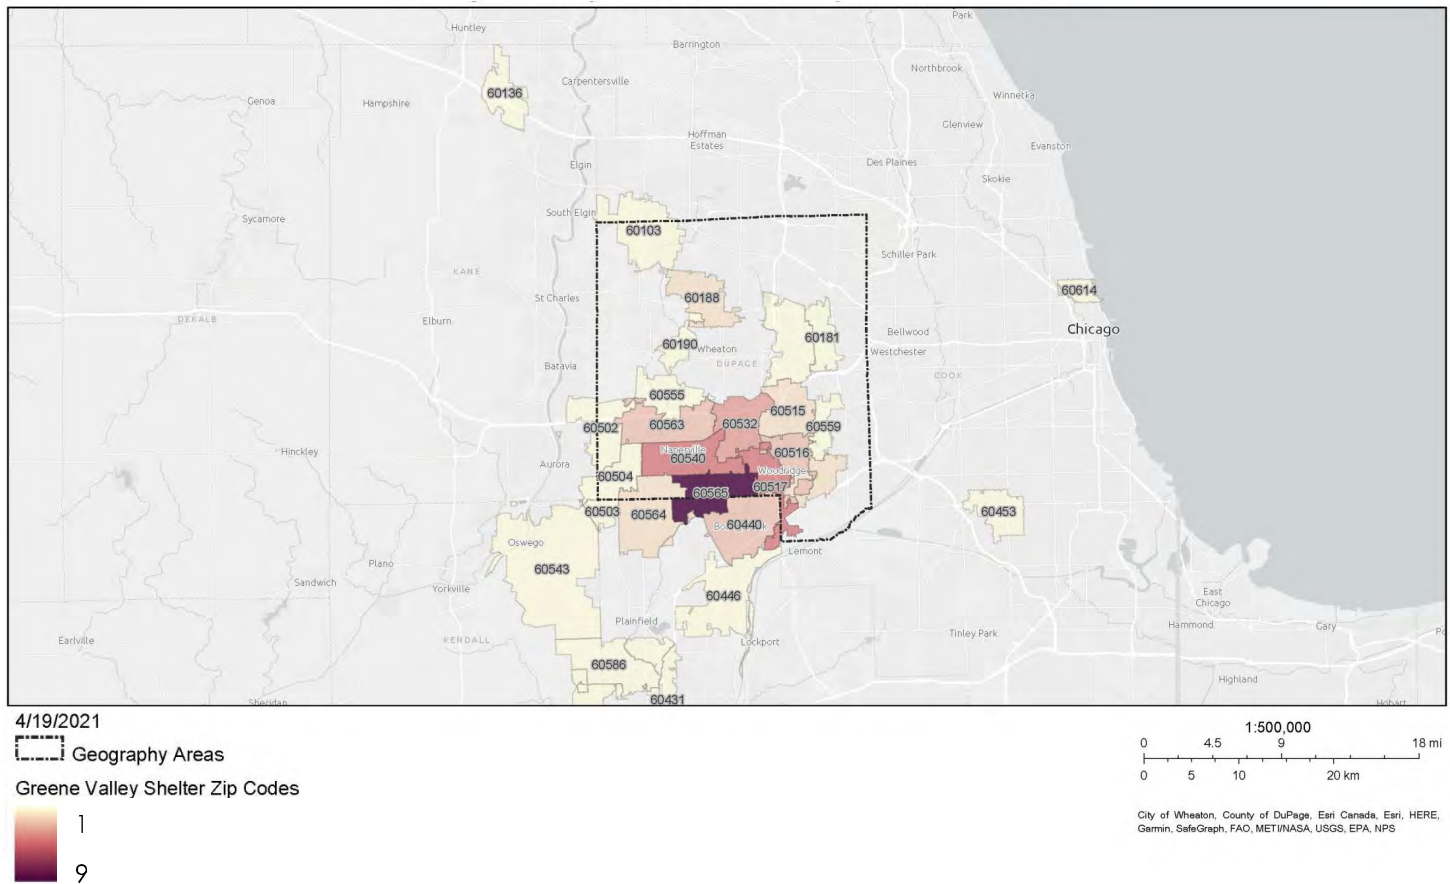 Park
Huntley
Barrington
Northbrook
Carpentersville
60136
Winnetka
Genoa
Hampshire
Glenview
Hoffman
Estates
Evanston
Elgin
Des Plaines
Skokie
South Elgin
Sycamore
60103
Schiller Park
KANE
60614
St Charles
60188
DEKALB
Elburn
Chicago
Bellwood
60181
60190
Wheaton
Westchester
Batavia
DUPAGE
COOK
60555
60515
60502
60563
60532
60559
Hinckley
Naperville
60540
60516
Aurora
Woodridge
60504
60517
60565
60503
60564
60440
60453
Oswego
Lemont
60543
Plano
Sandwich
Yorkville
60446
East
Chicago
Plainfield
Hammond
Gary
Earlville
KENDALL
Lockport
Tinley Park
60586
Highland
60431
Sheridan
Hobart
4/19/2021
Geography Areas
Greene Valley Shelter Zip Codes
1
9
1:500,000
0 4.5 9 18 mi
0 5 10 20 km
City of Wheaton, County of DuPage, Esri Canada, Esri, HERE,
Garmin, SafeGraph, FAO, METI/NASA, USGS, EPA, NPS